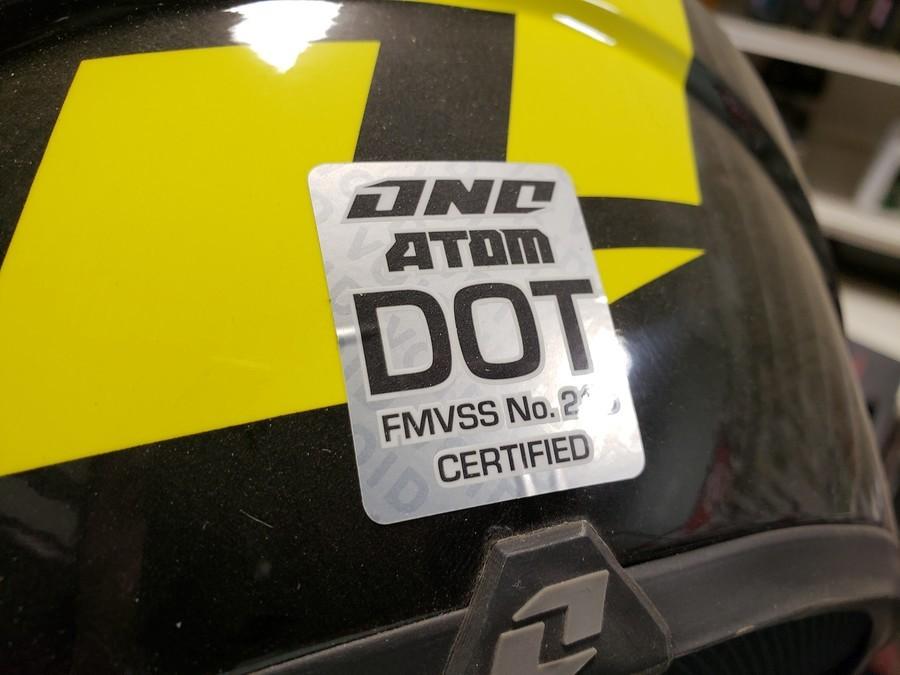 ONE
ATOM
DOT
FMVSS No.
CERTIFIED